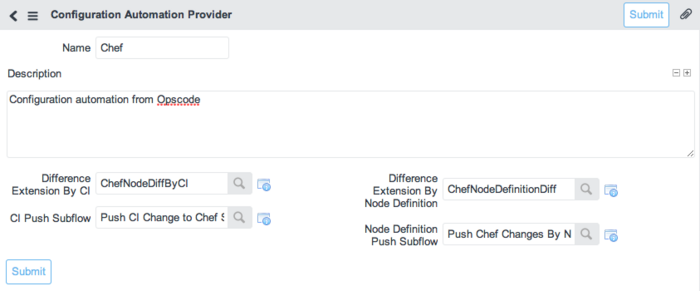 Configuration Automation Provider
Submit
Name
Chef
Description
Configuration automation from Opscode
Difference
Extension By CI
ChefNodeDiffByCI
Difference
Extension By
Node Definition
ChefNodeDefinitionDiff
CI Push Subflow
Push CI Change to Chef S
Node Definition
Push Subflow
Push Chef Changes By N
Submit